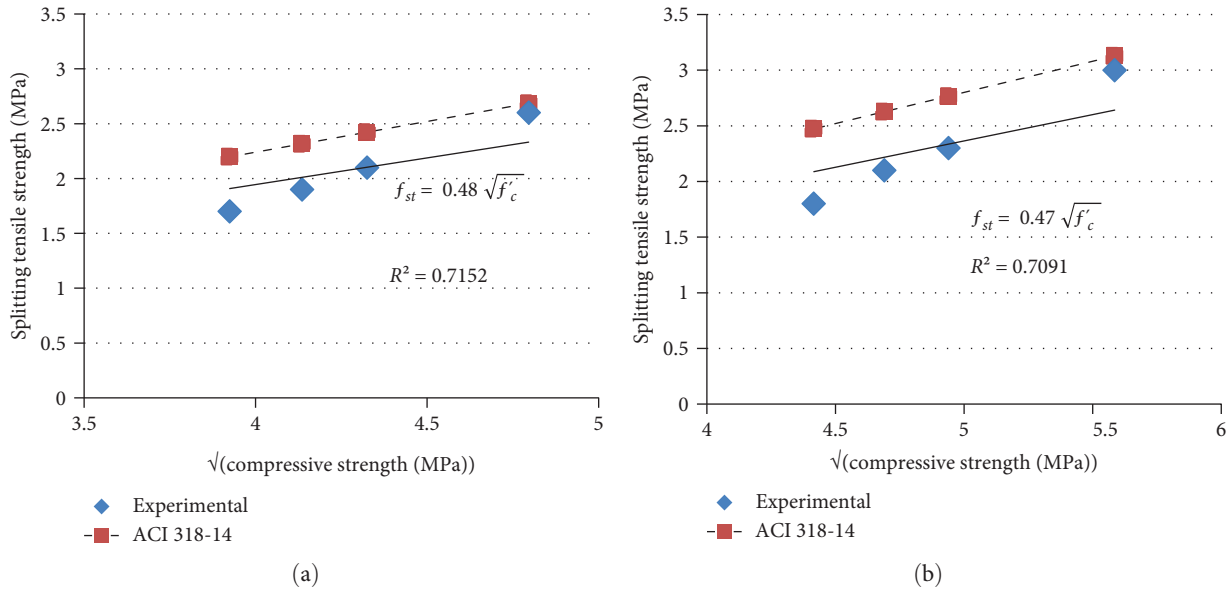 3.5
3
2.5
2
1.5
1
0.5
0
Splitting tensile strength (MPa)
f_st = 0.48 √f′_c
R² = 0.7152
3.5 4 4.5 5
√(compressive strength (MPa))
Experimental
ACI 318-14
(a)
3.5
3
2.5
2
1.5
1
0.5
0
Splitting tensile strength (MPa)
f_st = 0.47 √f′_c
R² = 0.7091
4 4.5 5 5.5 6
√(compressive strength (MPa))
Experimental
ACI 318-14
(b)